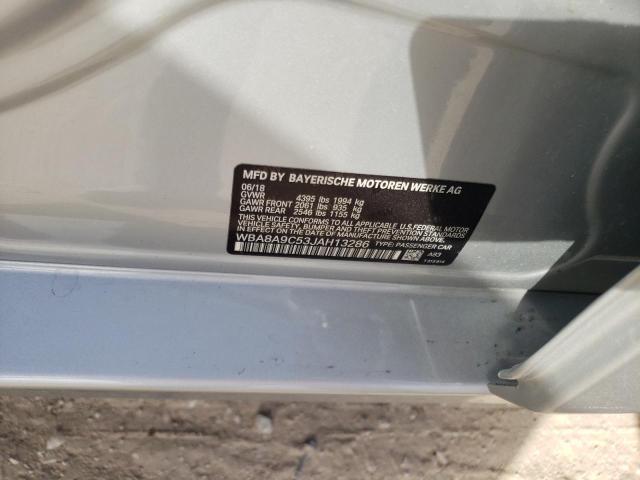 MFD BY BAYERISCHE MOTOREN WERKE AG
06/18
GVWR 4395 lbs 1994 kg
GAWR FRONT 2061 lbs 935 kg
GAWR REAR 2546 lbs 1155 kg
THIS VEHICLE CONFORMS TO ALL APPLICABLE U.S. FEDERAL MOTOR
VEHICLE SAFETY, BUMPER AND THEFT PREVENTION
STANDARDS IN EFFECT ON THE DATE OF MANUFACTURE SHOWN ABOVE.
WBA8A9C53JAH13286 TYPE: PASSENGER CAR
A83